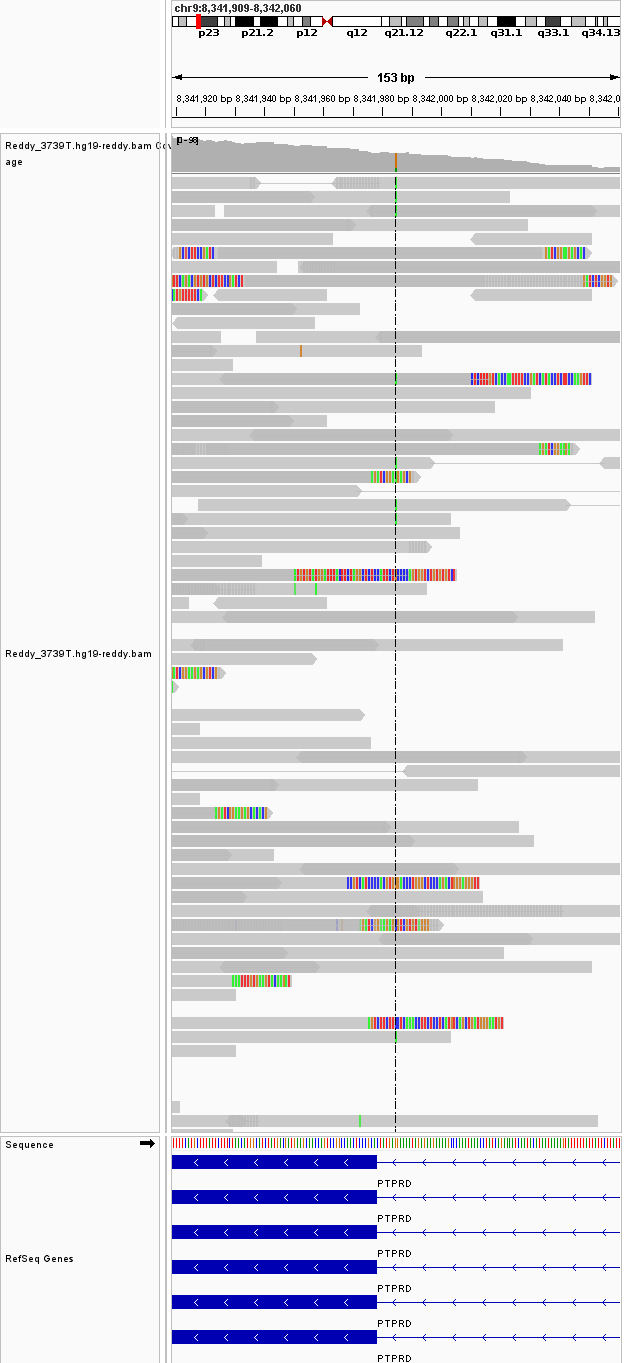 chr9:8,341,909-8,342,060
p23 p21.2 p12 q12 q21.12 q22.1 q31.1 q33.1 q34.13
153 bp
8,341,920 bp 8,341,940 bp 8,341,960 bp 8,341,980 bp 8,342,000 bp 8,342,020 bp 8,342,040 bp 8,342,0
Reddy_3739T.hg19-reddy.bam Cov
age
[0-98]
Reddy_3739T.hg19-reddy.bam
Sequence
PTPRD
PTPRD
PTPRD
RefSeq Genes
PTPRD
PTPRD
PTPRD